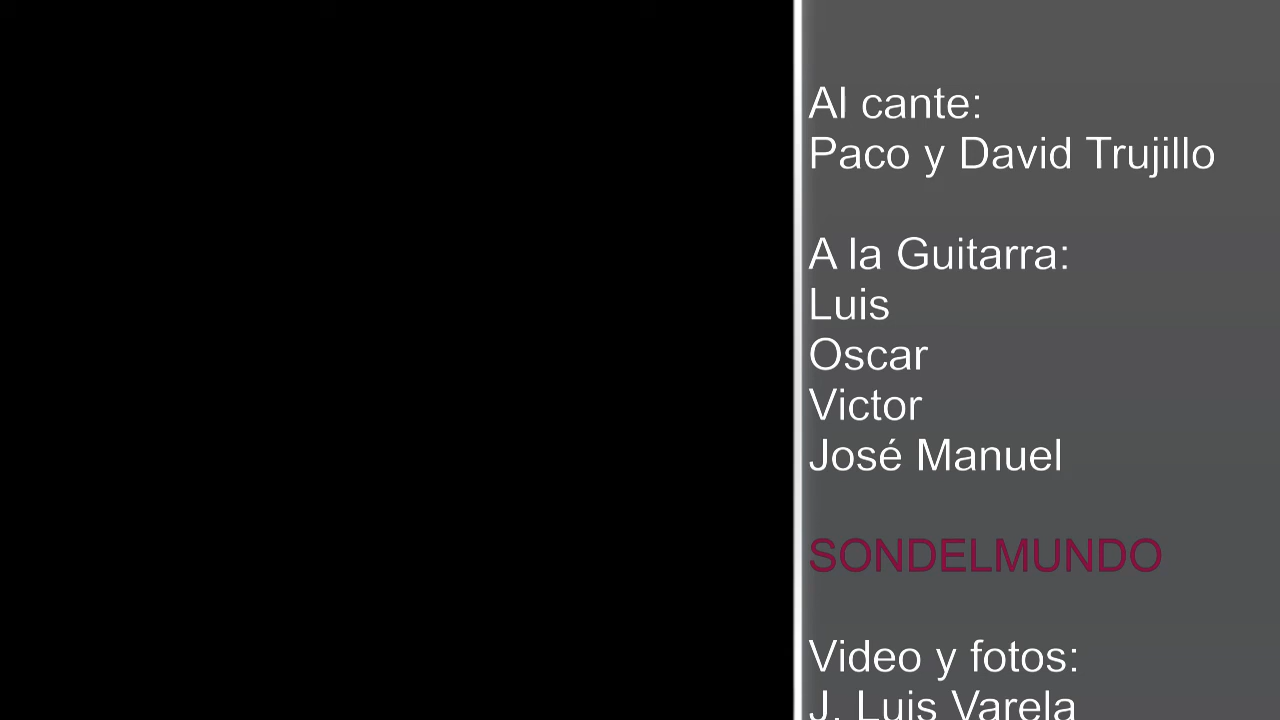 Al cante:
Paco y David Trujillo
A la Guitarra:
Luis
Oscar
Victor
José Manuel
SONDELMUNDO
Video y fotos:
J. Luis Varela